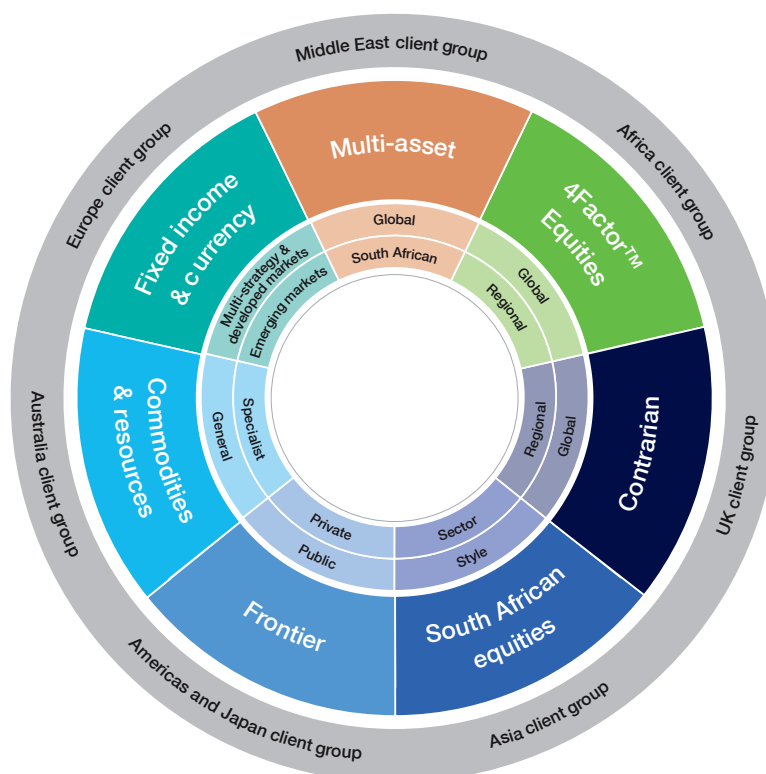 Middle East client group
Africa client group
UK client group
Asia client group
Americas and Japan client group
Australia client group
Europe client group
Multi-asset
Global
South African
4Factor™
Equities
Global
Regional
Contrarian
Global
Regional
South African
equities
Style
Sector
Frontier
Public
Private
Commodities
& resources
General
Specialist
Fixed income
& c urrency
Multi-strategy &
developed markets
Emerging markets